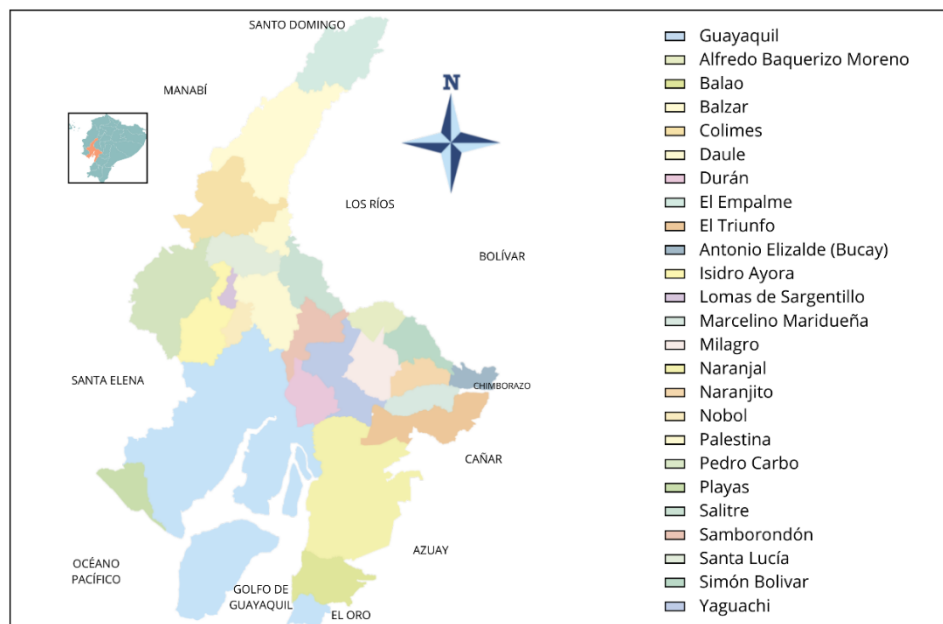 SANTO DOMINGO
MANABÍ
N
LOS RÍOS
BOLÍVAR
SANTA ELENA
CHIMBORAZO
CAÑAR
AZUAY
OCÉANO
PACÍFICO
GOLFO DE
GUAYAQUIL
EL ORO
Guayaquil
Alfredo Baquerizo Moreno
Balao
Balzar
Colimes
Daule
Durán
El Empalme
El Triunfo
Antonio Elizalde (Bucay)
Isidro Ayora
Lomas de Sargentillo
Marcelino Maridueña
Milagro
Naranjal
Naranjito
Nobol
Palestina
Pedro Carbo
Playas
Salitre
Samborondón
Santa Lucía
Simón Bolivar
Yaguachi